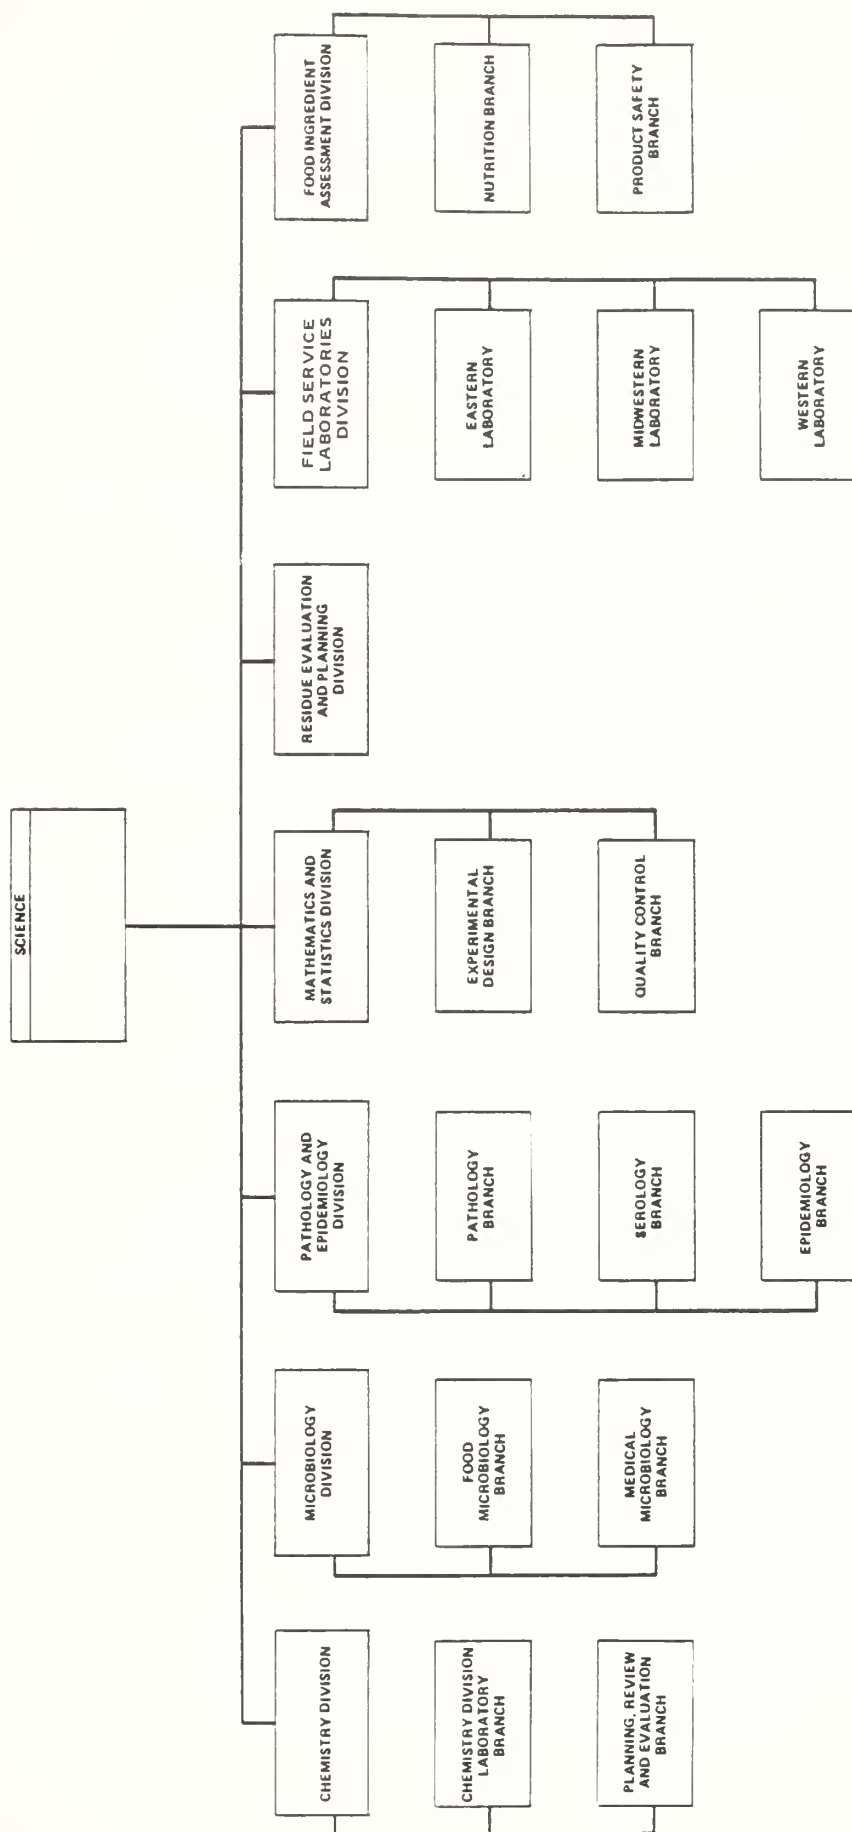 SCIENCE
CHEMISTRY DIVISION
CHEMISTRY DIVISION
LABORATORY
BRANCH
PLANNING, REVIEW
AND EVALUATION
BRANCH
MICROBIOLOGY
DIVISION
FOOD
MICROBIOLOGY
BRANCH
MEDICAL
MICROBIOLOGY
BRANCH
PATHOLOGY AND
EPIDEMIOLOGY
DIVISION
PATHOLOGY
BRANCH
SEROLOGY
BRANCH
EPIDEMIOLOGY
BRANCH
MATHEMATICS AND
STATISTICS DIVISION
EXPERIMENTAL
DESIGN BRANCH
QUALITY CONTROL
BRANCH
RESIDUE EVALUATION
AND PLANNING
DIVISION
FIELD SERVICE
LABORATORIES
DIVISION
EASTERN
LABORATORY
MIDWESTERN
LABORATORY
WESTERN
LABORATORY
FOOD INGREDIENT
ASSESSMENT DIVISION
NUTRITION BRANCH
PRODUCT SAFETY
BRANCH